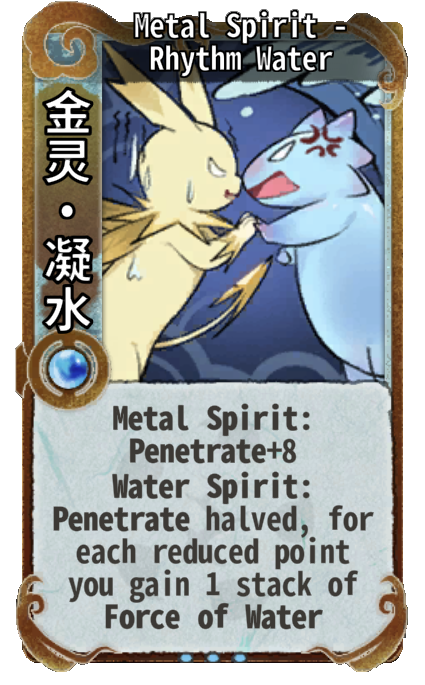 Metal Spirit -
Rhythm Water
金灵·凝水
Metal Spirit:
Penetrate+8
Water Spirit:
Penetrate halved, for
each reduced point
you gain 1 stack of
Force of Water